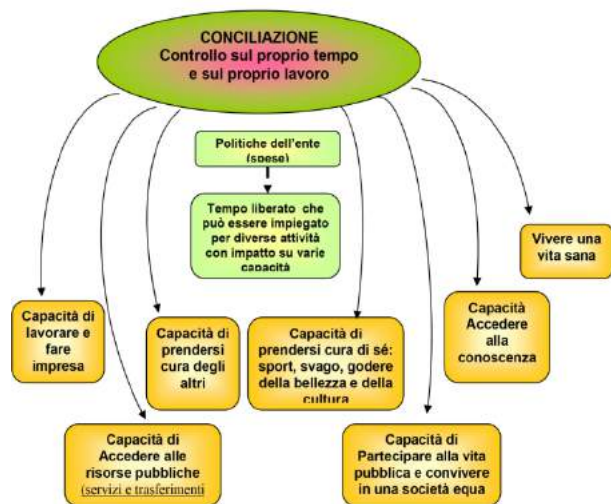 CONCILIAZIONE
Controllo sul proprio tempo
e sul proprio lavoro
Politiche dell'ente
(spese)
Tempo liberato che
può essere impiegato
per diverse attività
con impatto su varie
capacità
Vivere una
vita sana
Capacità di
lavorare e
fare
impresa
Capacità di
prendersi
cura degli
altri
Capacità di
prendersi cura di sé:
sport, svago, godere
della bellezza e della
cultura
Capacità
Accedere
alla
conoscenza
Capacità di
Accedere alle
risorse pubbliche
(servizi e trasferimenti
Capacità di
Partecipare alla vita
pubblica e convivere
in una società equa